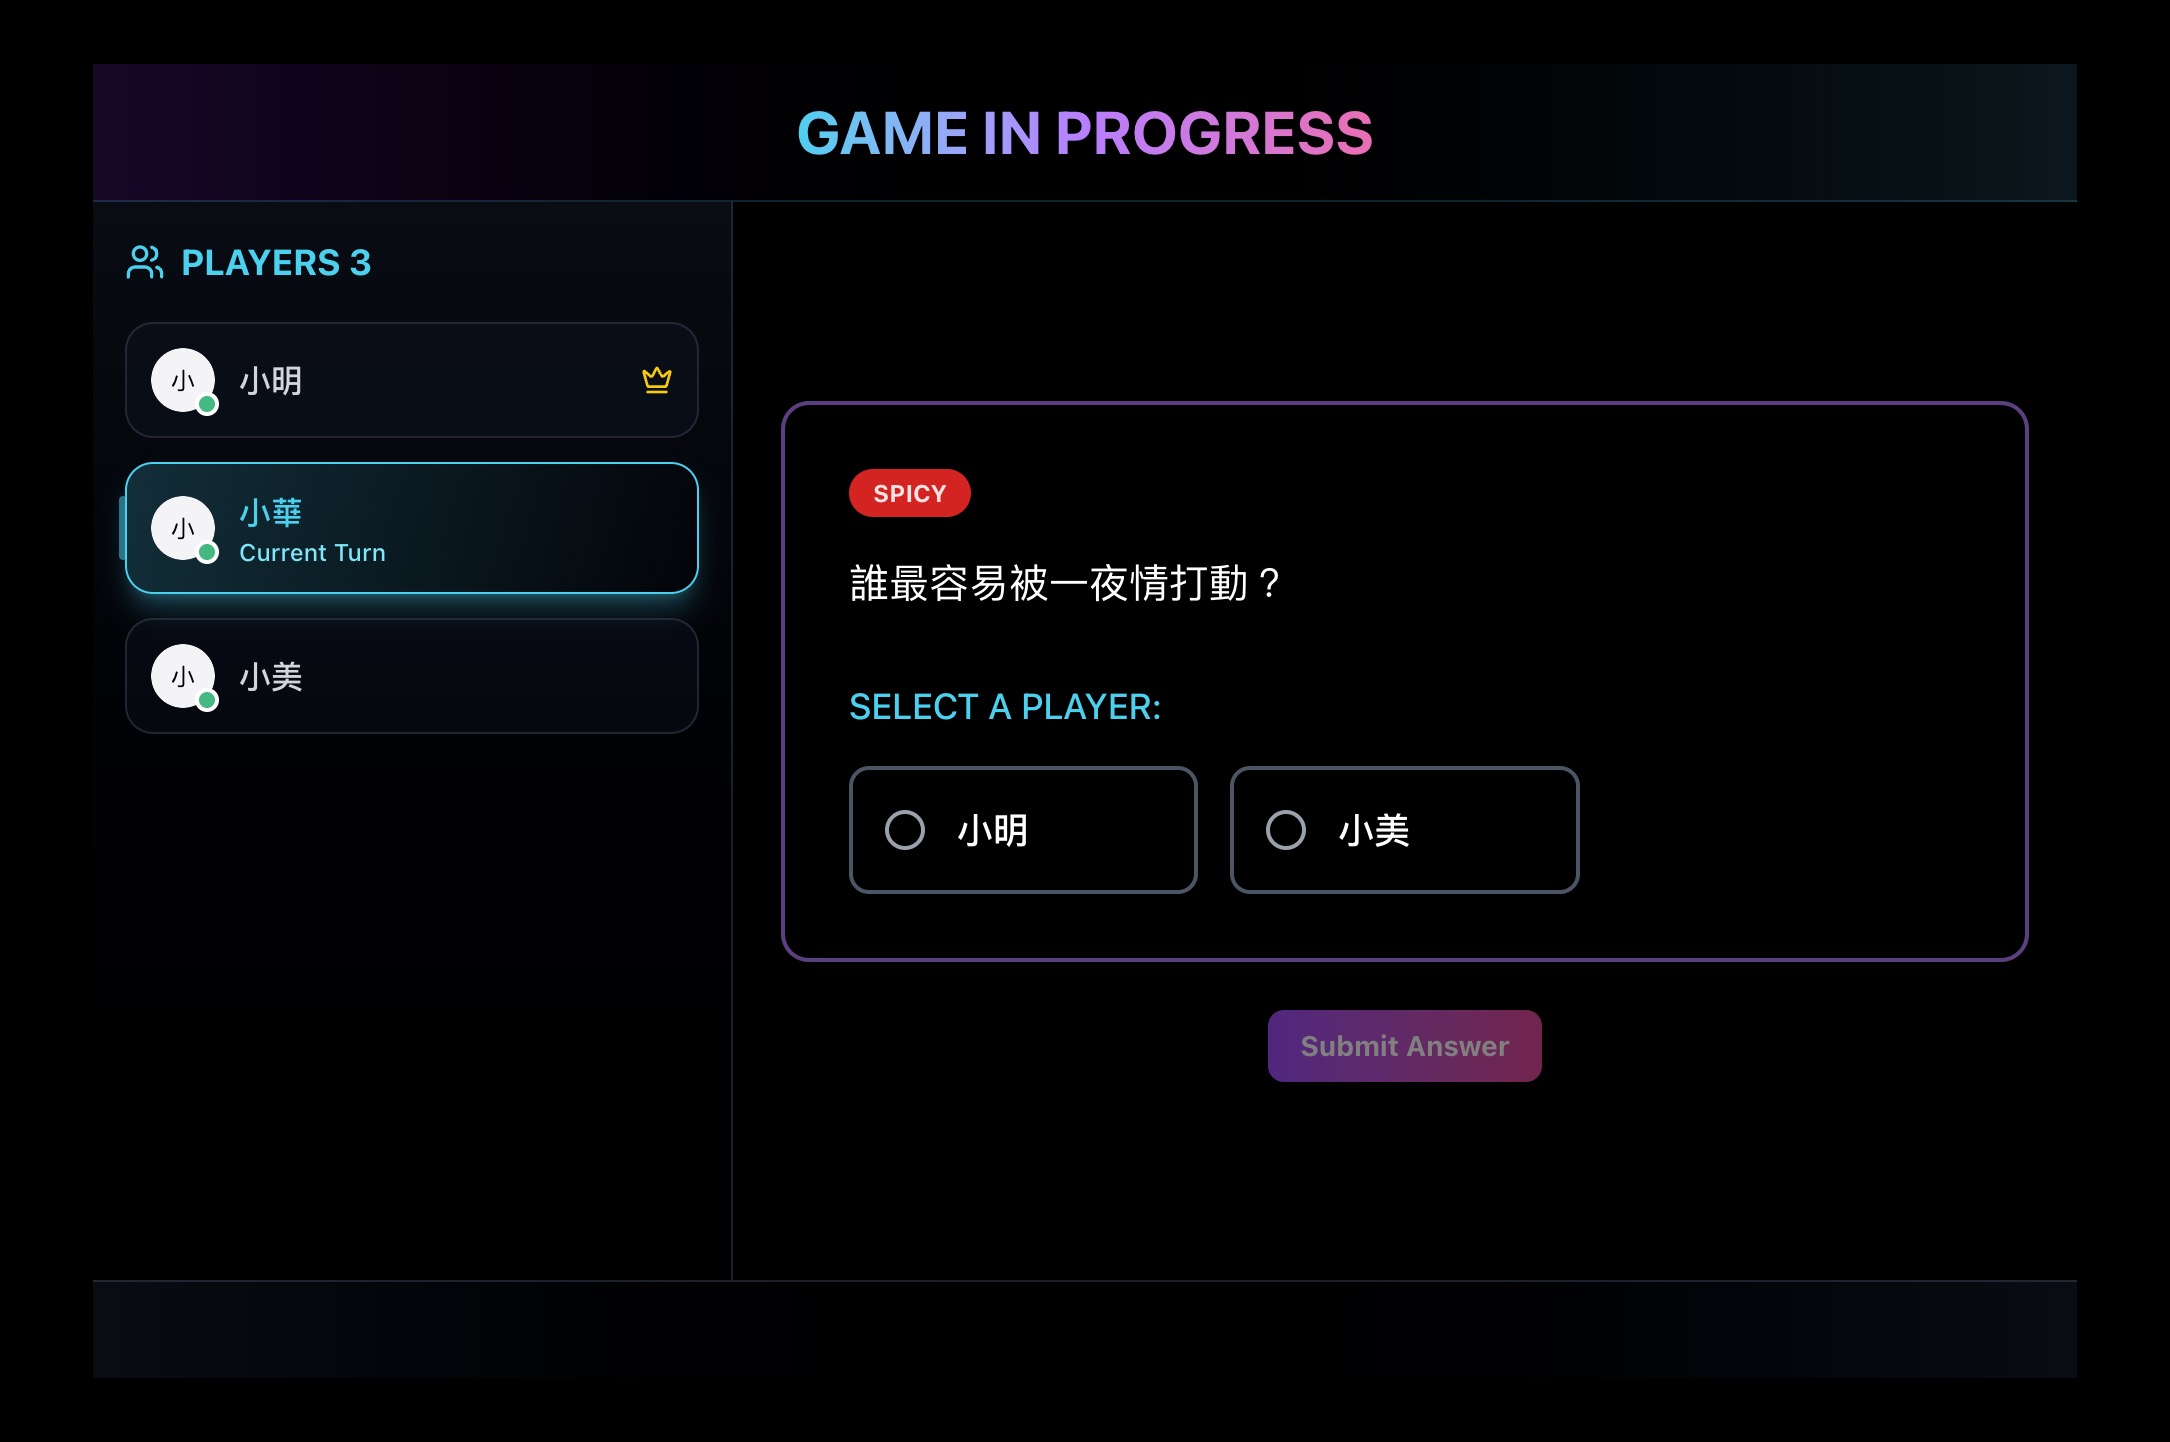 GAME IN PROGRESS
PLAYERS 3
小
小明
小
小華
Current Turn
小
小美
SPICY
誰最容易被一夜情打動？
SELECT A PLAYER:
小明
小美
Submit Answer